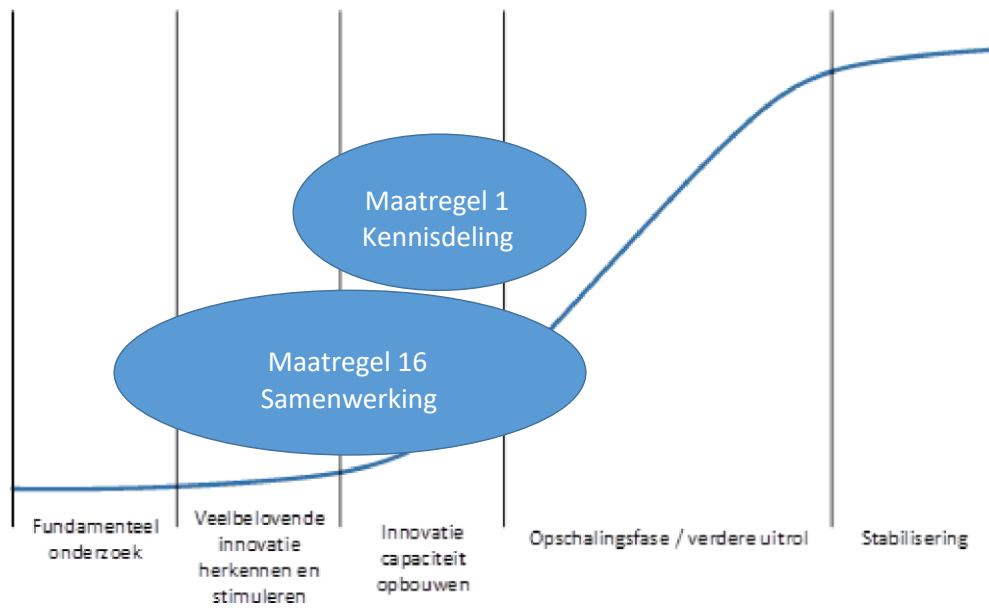 Maatregel 1
Kennisdeling
Maatregel 16
Samenwerking
Fundamenteel
onderzoek
Veelbelovende
innovatie
herkennen en
stimuleren
Innovatie
capaciteit
opbouwen
Opschalingsfase / verdere uitrol
Stabilisering